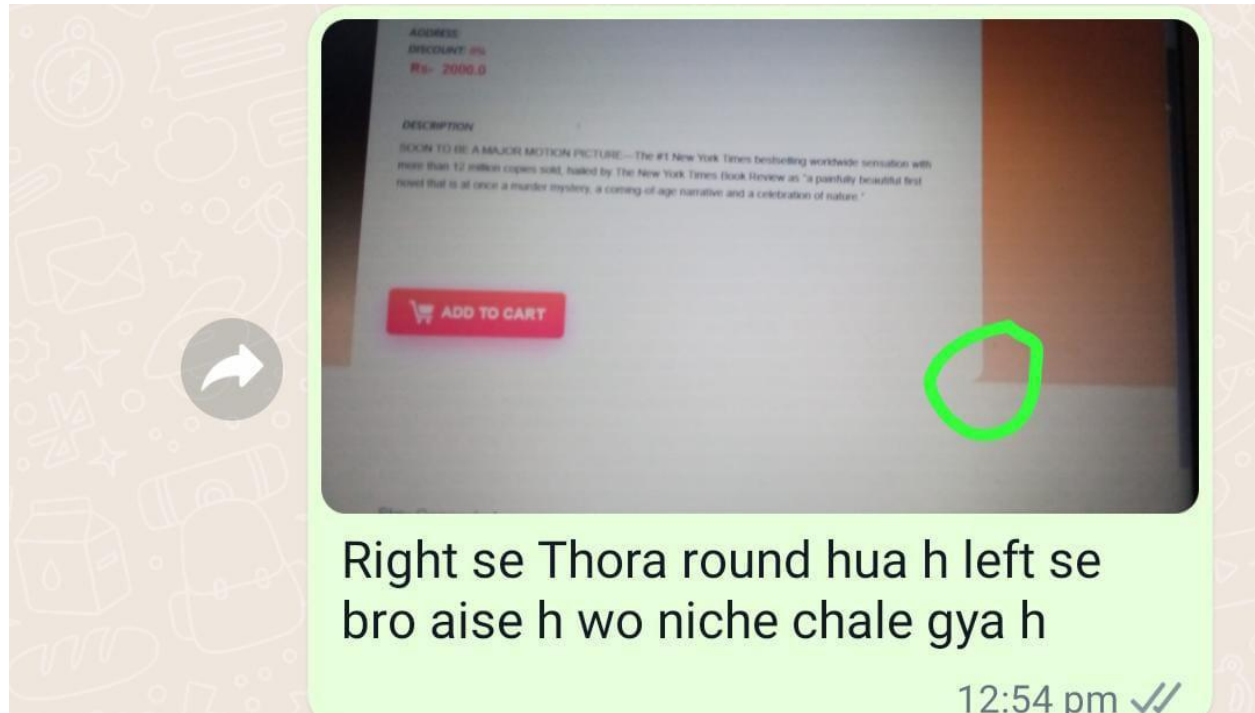 ADDRESS:
DISCOUNT: 0%
Rs- 2000.0
DESCRIPTION
SOON TO BE A MAJOR MOTION PICTURE—The #1 New York Times bestselling worldwide sensation with
more than 12 million copies sold, hailed by The New York Times Book Review as "a painfully beautiful first
novel that is at once a murder mystery, a coming of age narrative and a celebration of nature."
ADD TO CART
Right se Thora round hua h left se
bro aise h wo niche chale gya h
12:54 pm